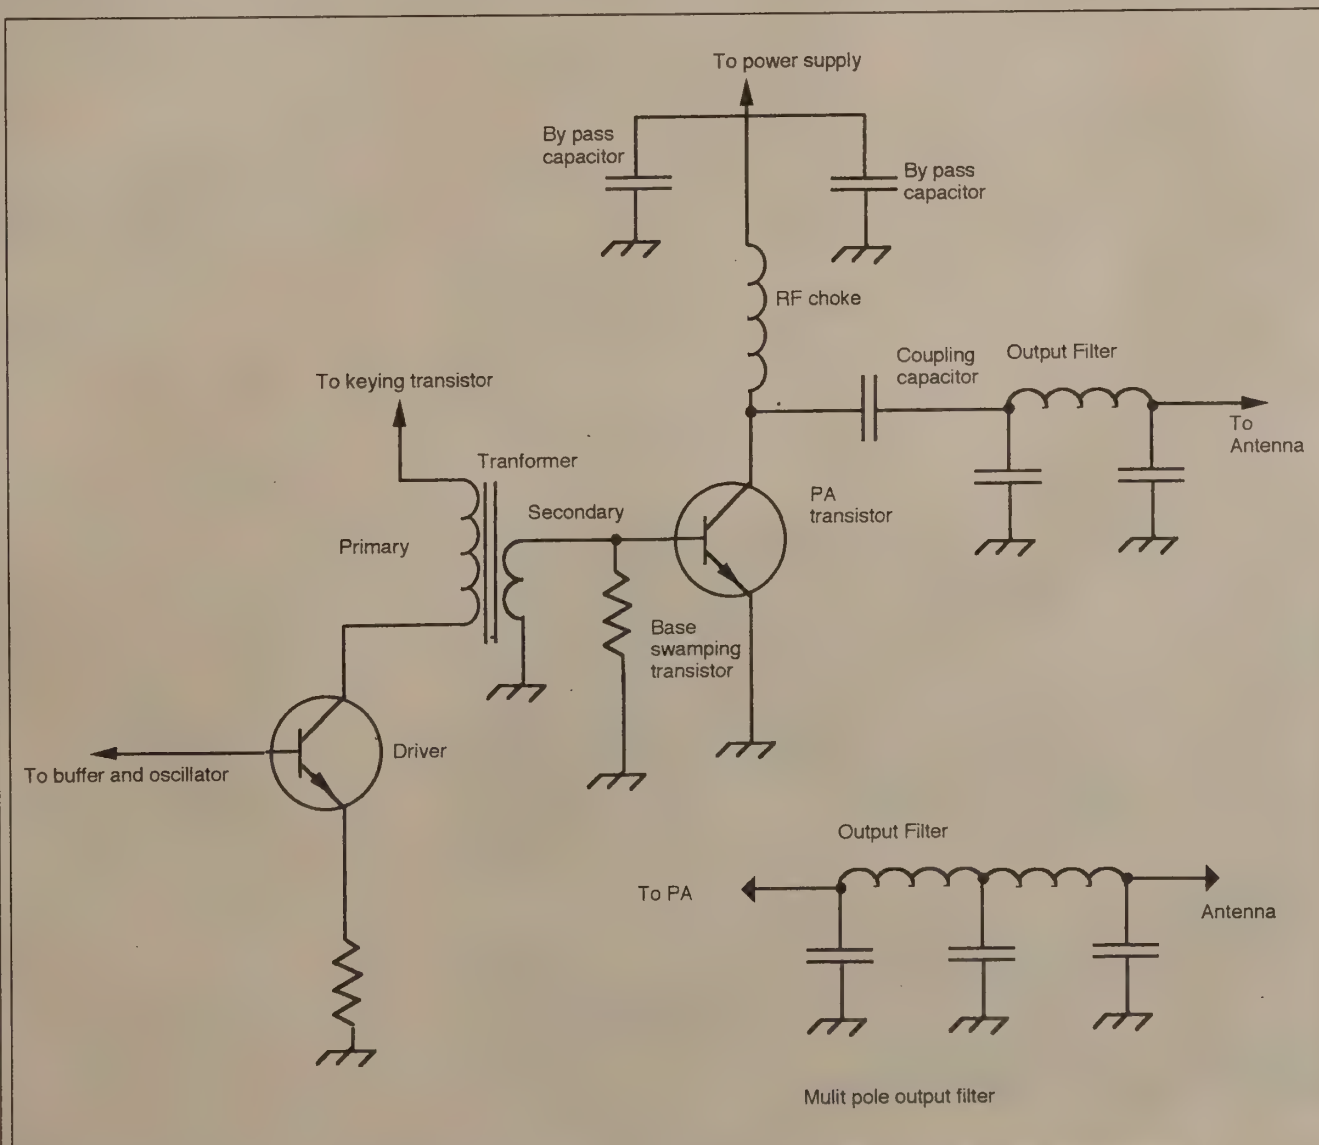 To power supply
By pass
capacitor
By pass
capacitor
RF choke
Coupling
capacitor
Output Filter
To keying transistor
To
Antenna
Tranformer
PA
transistor
Secondary
Primary
Base
swamping
transistor
Driver
To buffer and oscillator
Output Filter
To PA
Antenna
Mulit pole output filter